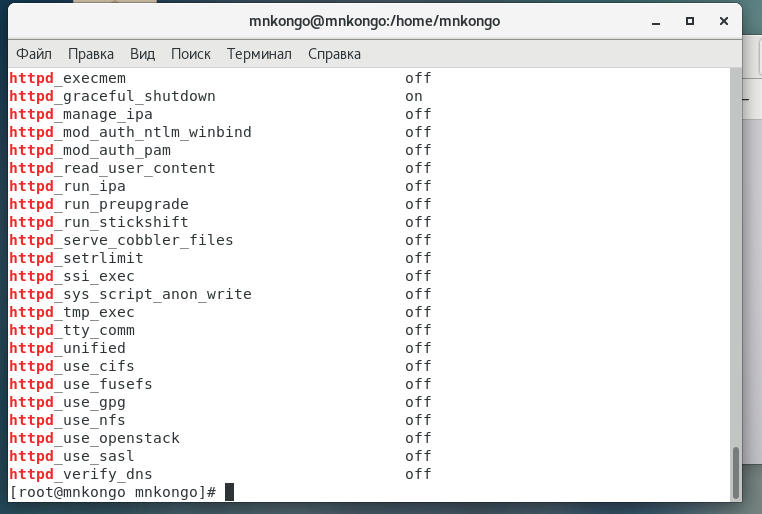 mnkongo@mnkongo:/home/mnkongo
Файл Правка Вид Поиск Терминал Справка
httpd_execmem off
httpd_graceful_shutdown on
httpd_manage_ipa off
httpd_mod_auth_ntlm_winbind off
httpd_mod_auth_pam off
httpd_read_user_content off
httpd_run_ipa off
httpd_run_preupgrade off
httpd_run_stickshift off
httpd_serve_cobbler_files off
httpd_setrlimit off
httpd_ssi_exec off
httpd_sys_script_anon_write off
httpd_tmp_exec off
httpd_tty_comm off
httpd_unified off
httpd_use_cifs off
httpd_use_fusefs off
httpd_use_gpg off
httpd_use_nfs off
httpd_use_openstack off
httpd_use_sasl off
httpd_verify_dns off
[root@mnkongo mnkongo]#